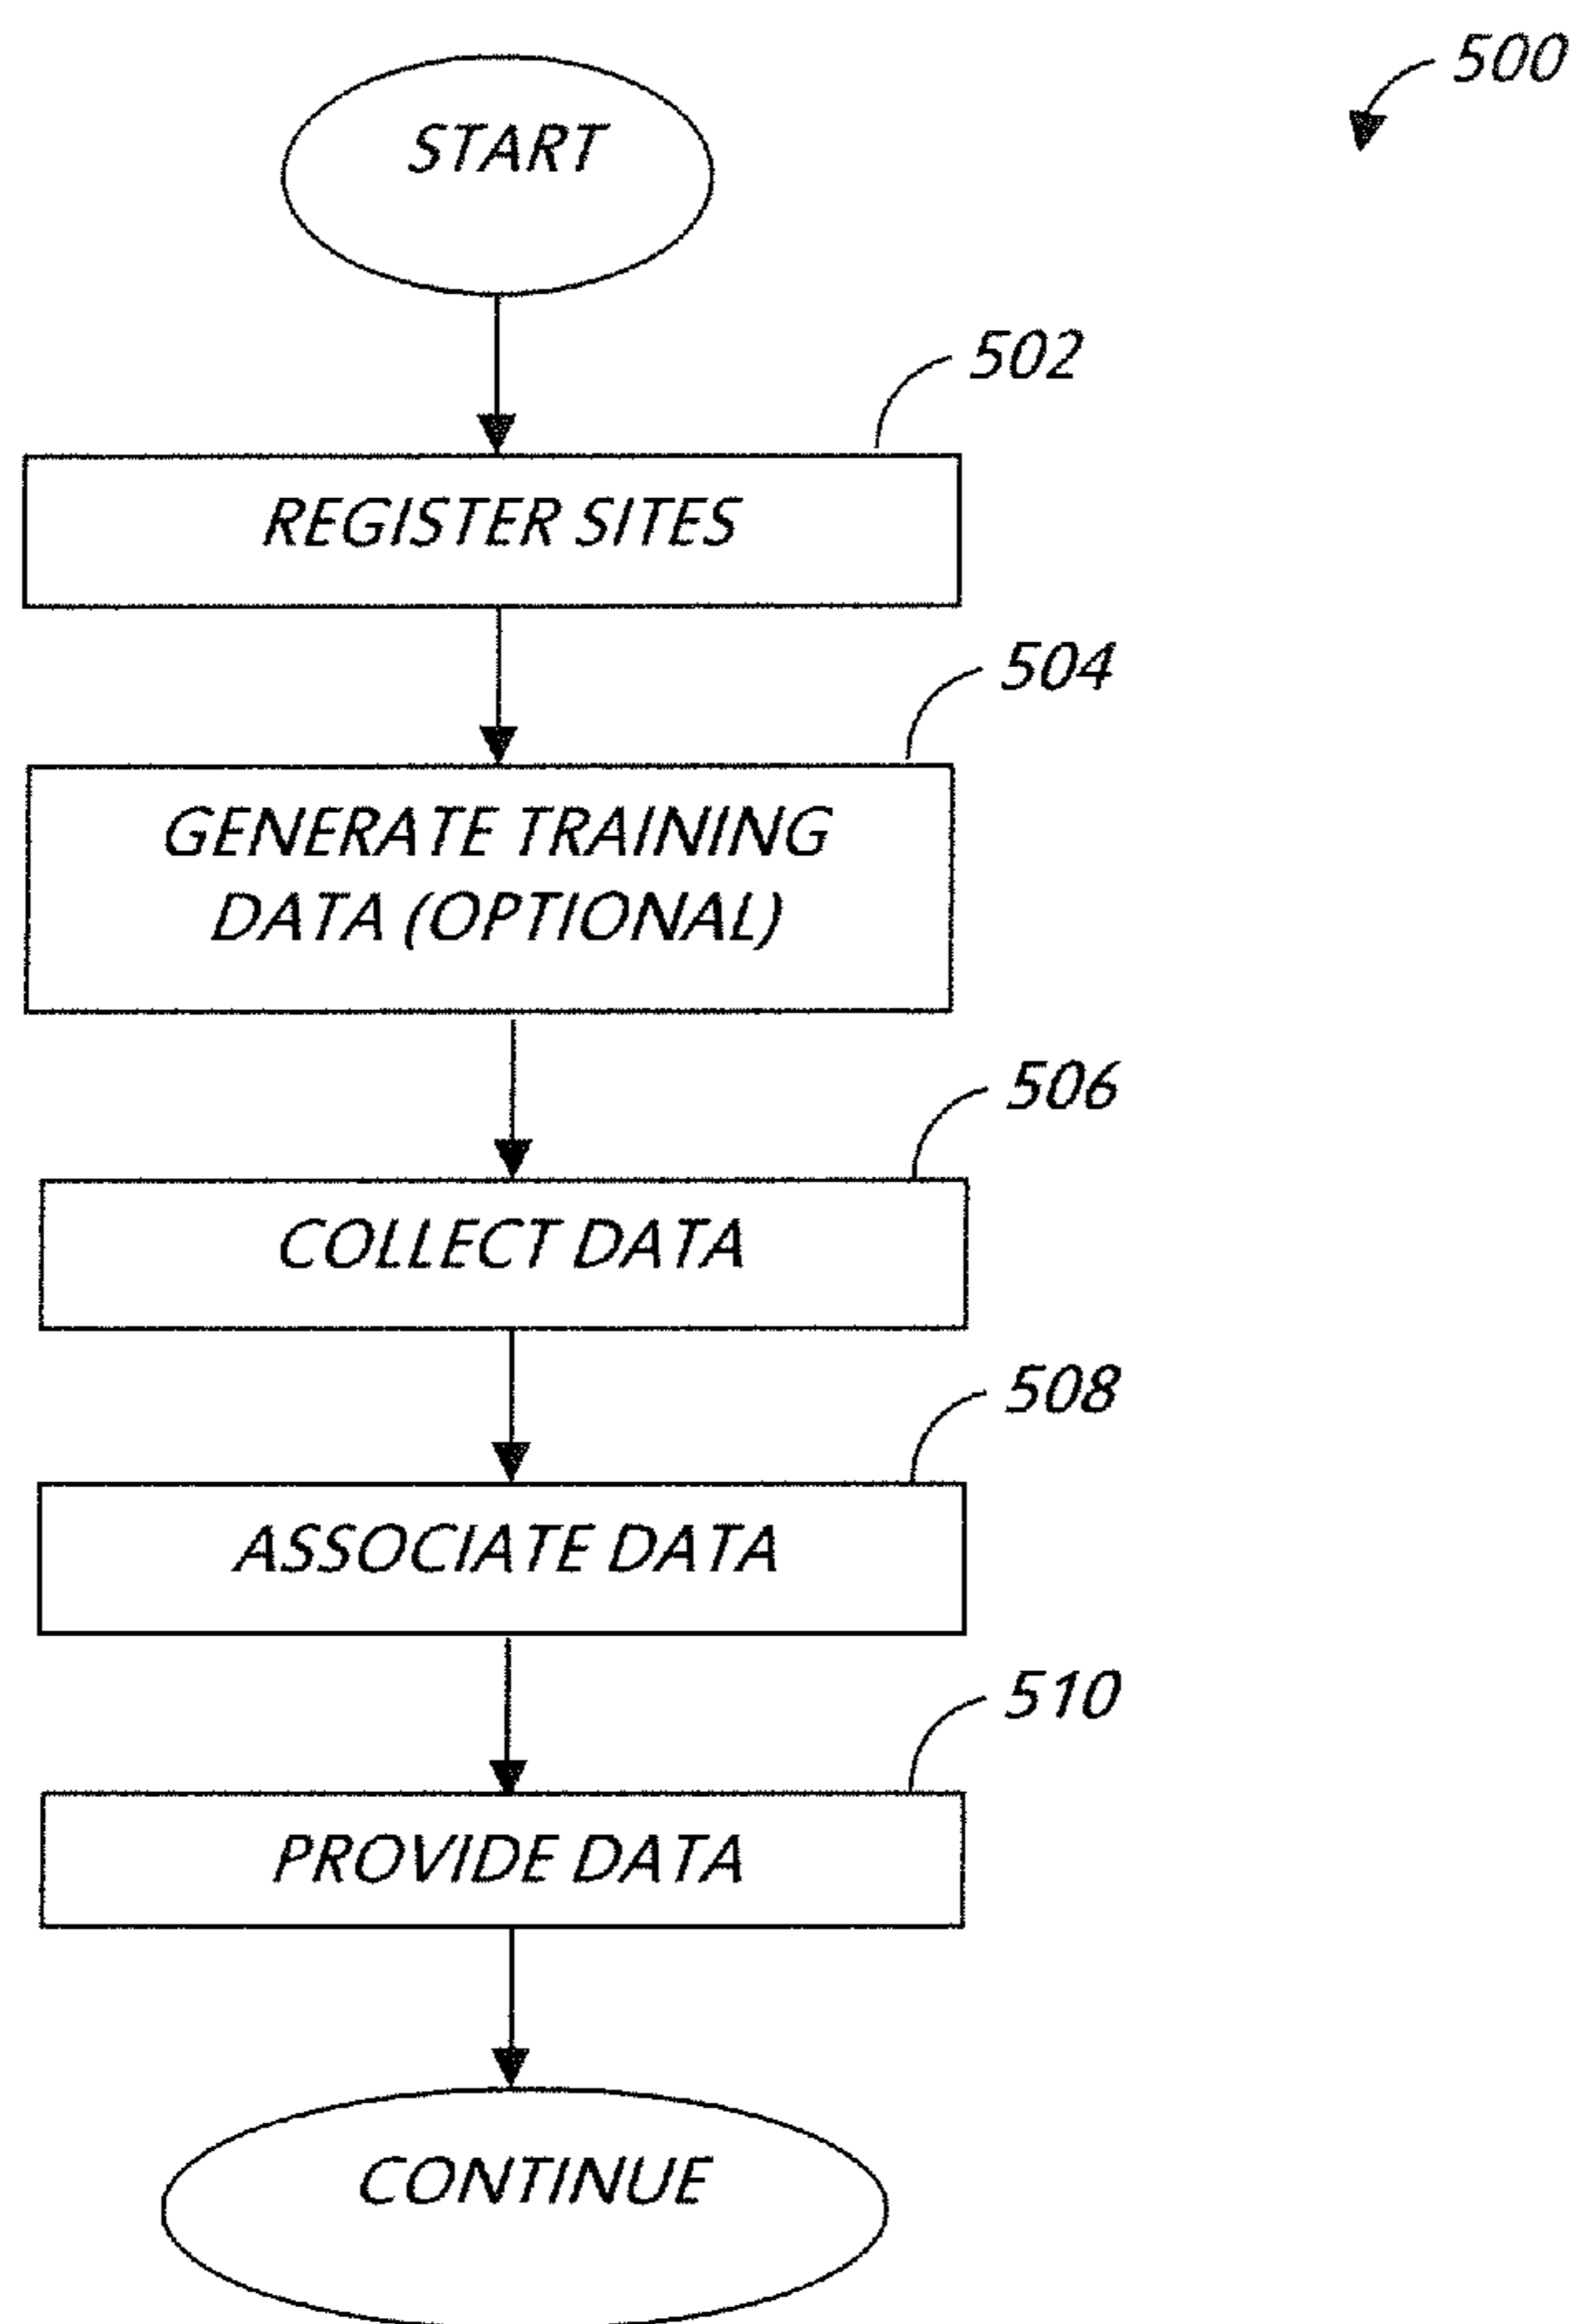 500
START
502
REGISTER SITES
504
GENERATE TRAINING
DATA (OPTIONAL)
506
COLLECT DATA
508
ASSOCIATE DATA
510
PROVIDE DATA
CONTINUE